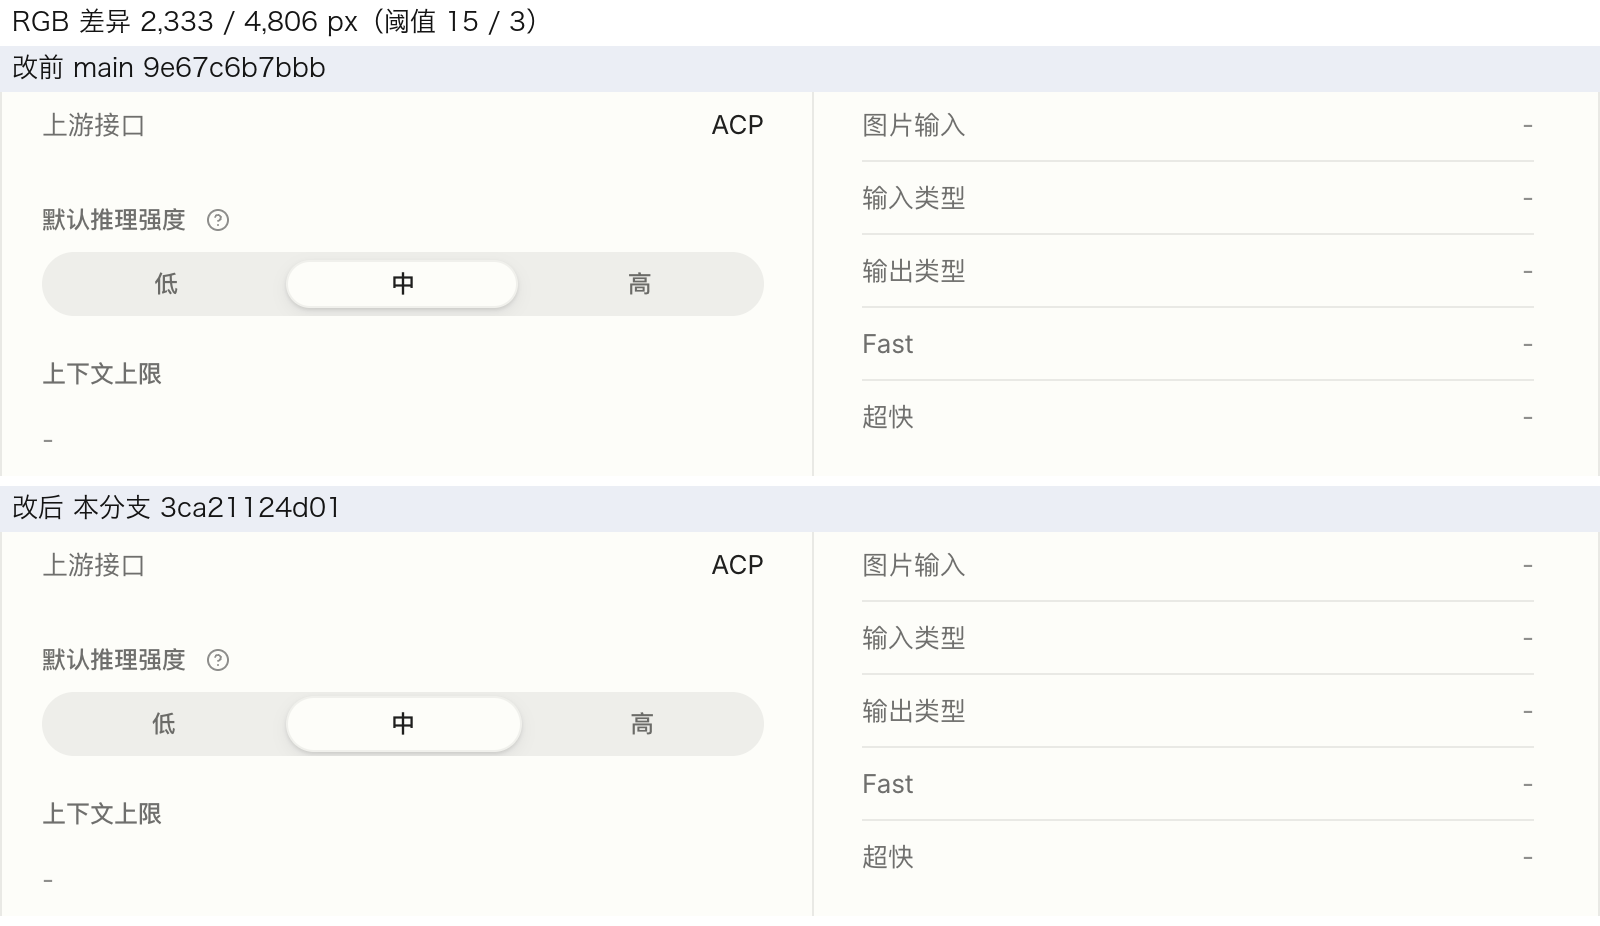 RGB 差异 2,333 / 4,806 px（阈值 15 / 3）
改前 main 9e67c6b7bbb
上游接口 ACP
默认推理强度 ?
低 中 高
上下文上限
-
图片输入 -
输入类型 -
输出类型 -
Fast -
超快 -
改后 本分支 3ca21124d01
上游接口 ACP
默认推理强度 ?
低 中 高
上下文上限
-
图片输入 -
输入类型 -
输出类型 -
Fast -
超快 -